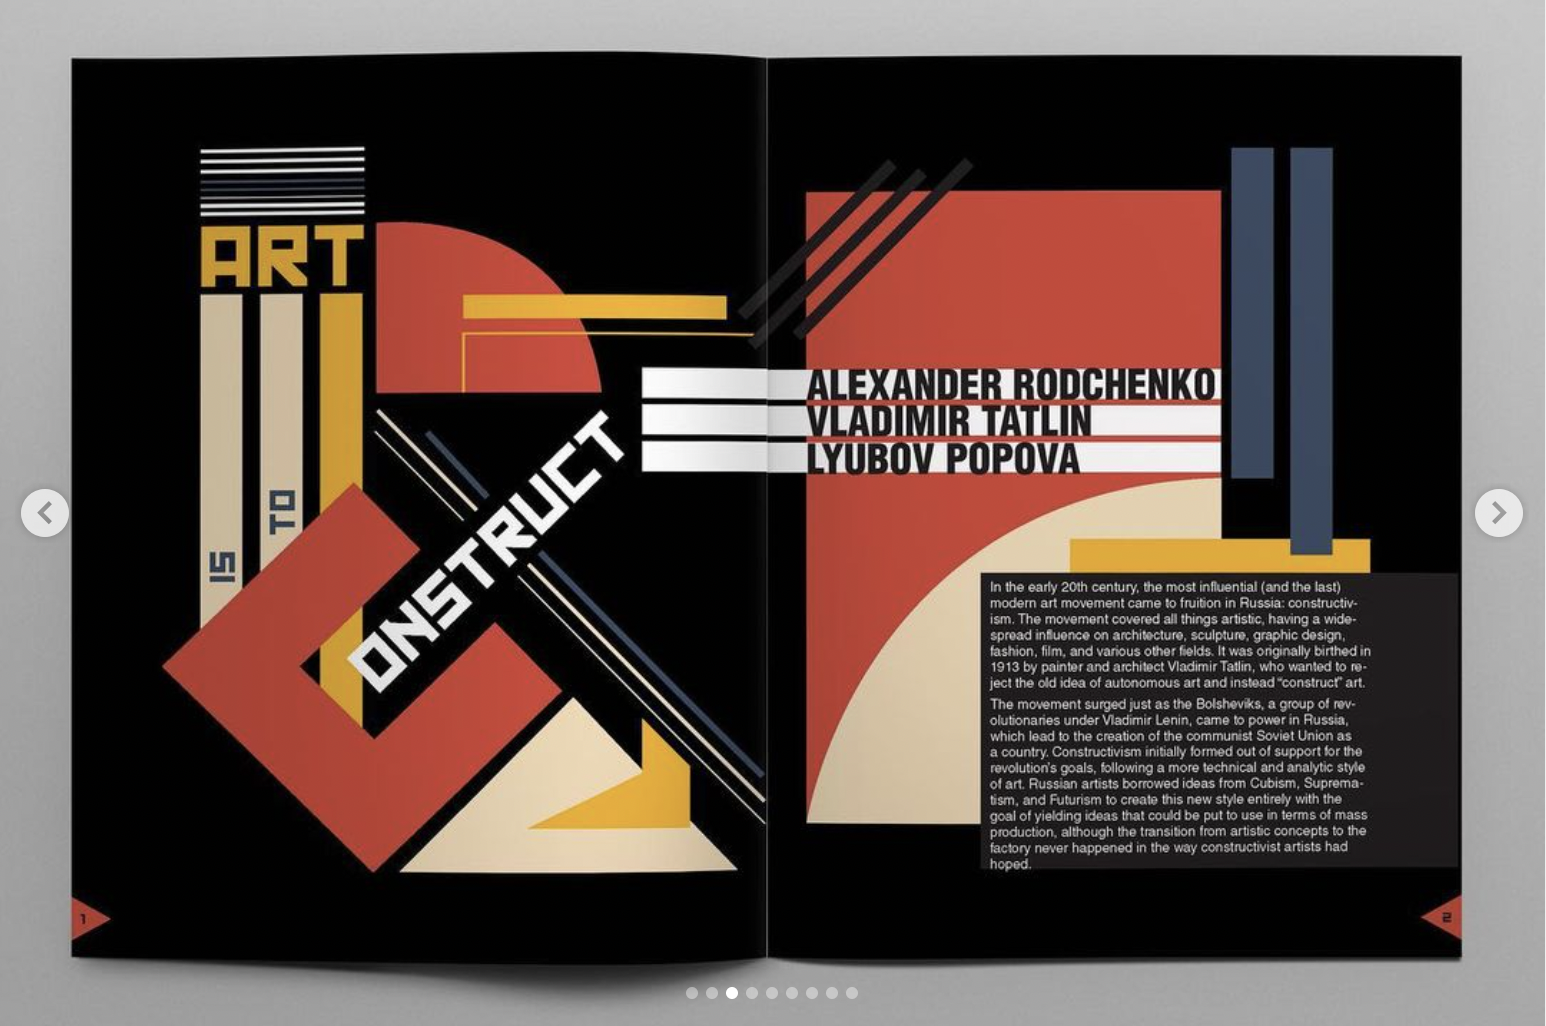 ART
IS
TO
ONSTRUCT
ALEXANDER RODCHENKO
VLADIMIR TATLIN
LYUBOV POPOVA
In the early 20th century, the most influential (and the last)
modern art movement came to fruition in Russia: constructiv-
ism. The movement covered all things artistic, having a wide-
spread influence on architecture, sculpture, graphic design,
fashion, film, and various other fields. It was originally birthed in
1913 by painter and architect Vladimir Tatlin, who wanted to re-
ject the old idea of autonomous art and instead “construct” art.
The movement surged just as the Bolsheviks, a group of rev-
olutionaries under Vladimir Lenin, came to power in Russia,
which lead to the creation of the communist Soviet Union as
a country. Constructivism initially formed out of support for the
revolution's goals, following a more technical and analytic style
of art. Russian artists borrowed ideas from Cubism, Suprema-
tism, and Futurism to create this new style entirely with the
goal of yielding ideas that could be put to use in terms of mass
production, although the transition from artistic concepts to the
factory never happened in the way constructivist artists had
hoped.
1
2